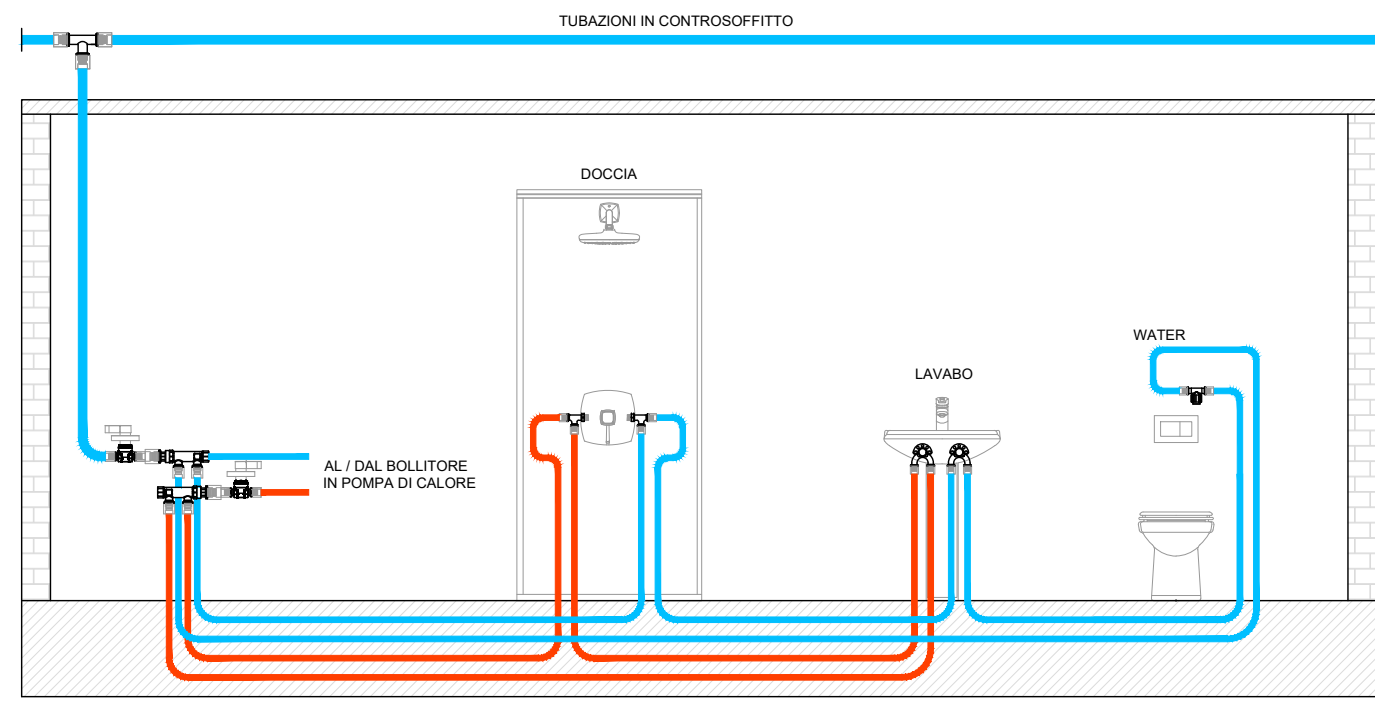 TUBAZIONI IN CONTROSOFFITTO
DOCCIA
WATER
LAVABO
AL / DAL BOLLITORE
IN POMPA DI CALORE